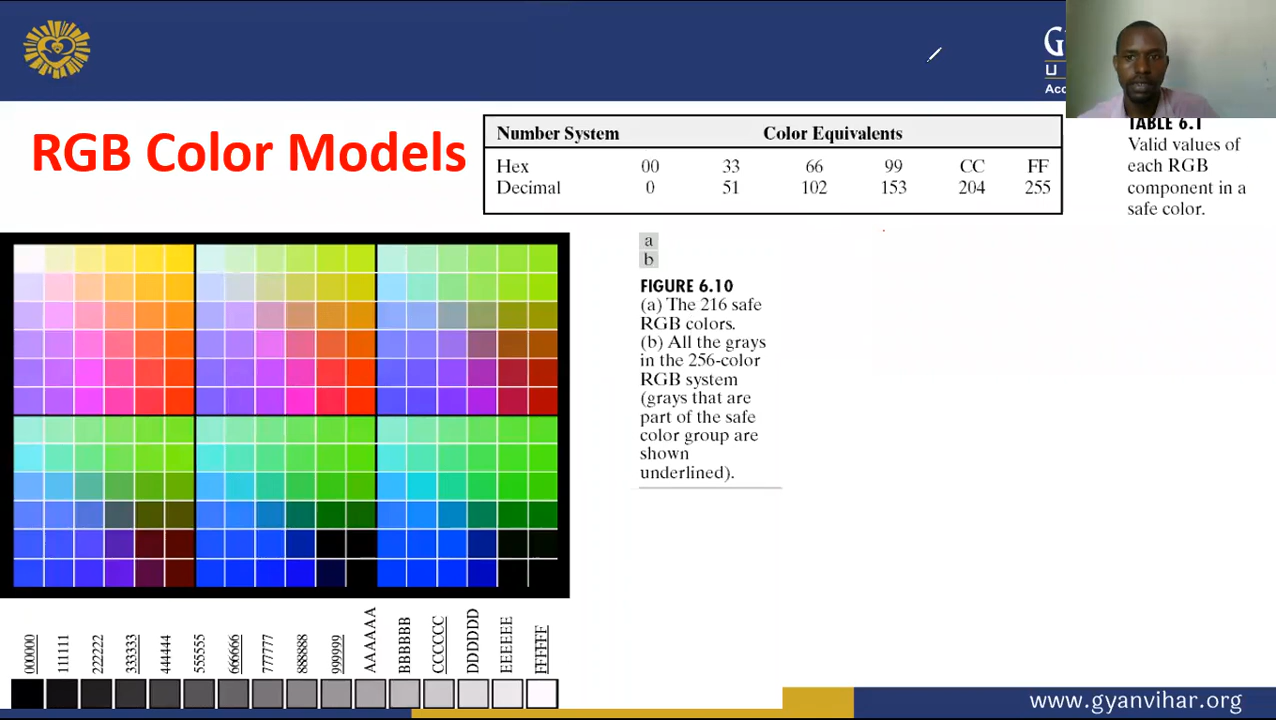 G
U
Acc
RGB Color Models
Number System Color Equivalents
Hex 00 33 66 99 CC FF
Decimal 0 51 102 153 204 255
TABLE 6.1
Valid values of
each RGB
component in a
safe color.
a
b
FIGURE 6.10
(a) The 216 safe
RGB colors.
(b) All the grays
in the 256-color
RGB system
(grays that are
part of the safe
color group are
shown
underlined).
000000 111111 222222 333333 444444 555555 666666 777777 888888 999999 AAAAAA BBBBBB CCCCCC DDDDDD EEEEEE FFFFFF
www.gyanvihar.org